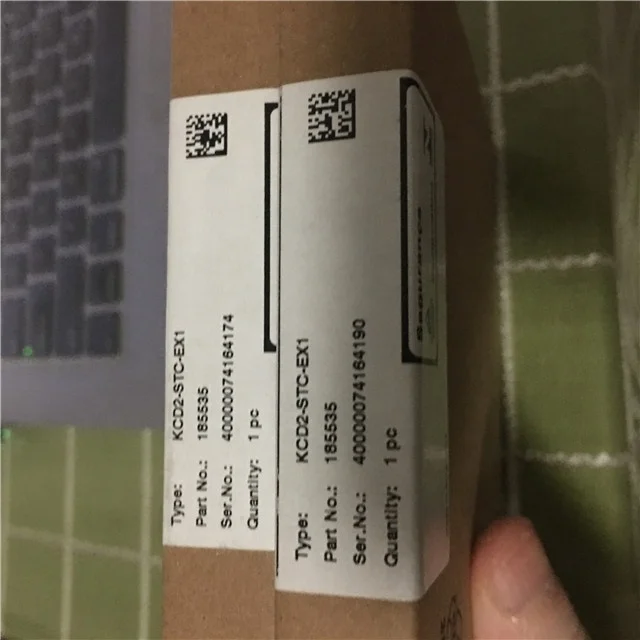 Type: KCD2-STC-EX1
Part No.: 185535
Ser.No.: 40000074164174
Quantity: 1 pc
Type: KCD2-STC-EX1
Part No.: 185535
Ser.No.: 40000074164190
Quantity: 1 pc